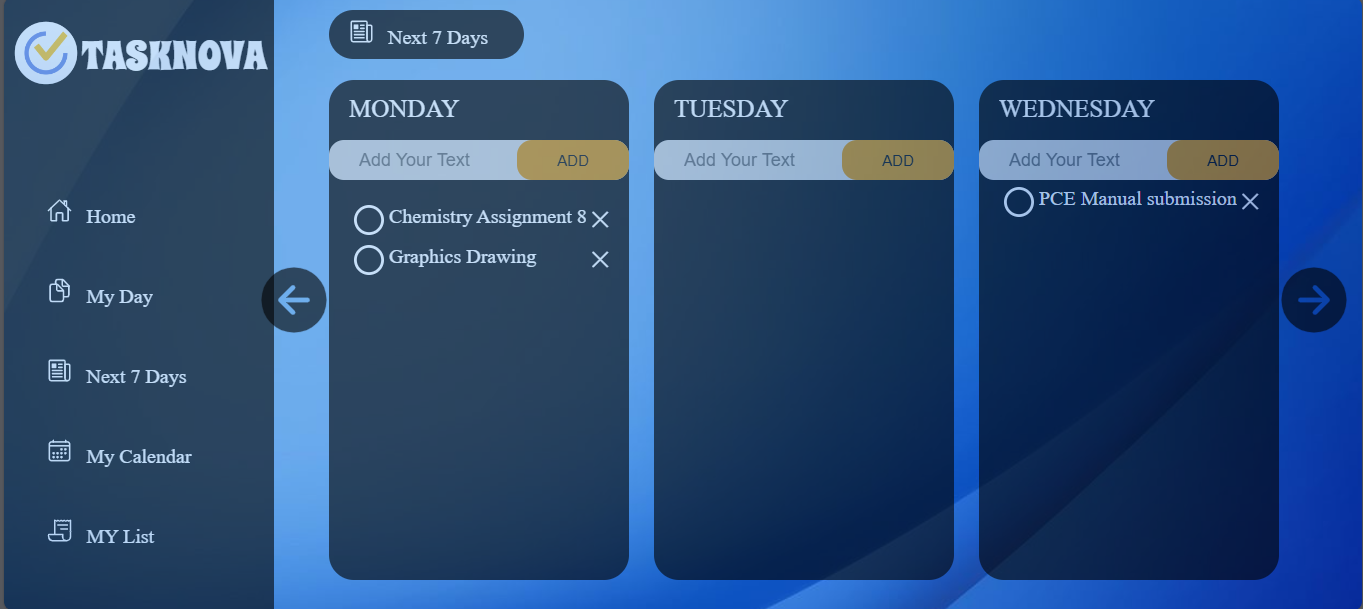 TASKNOVA
Home
My Day
Next 7 Days
My Calendar
MY List
Next 7 Days
MONDAY
Add Your Text ADD
Chemistry Assignment 8
Graphics Drawing
TUESDAY
Add Your Text ADD
WEDNESDAY
Add Your Text ADD
PCE Manual submission